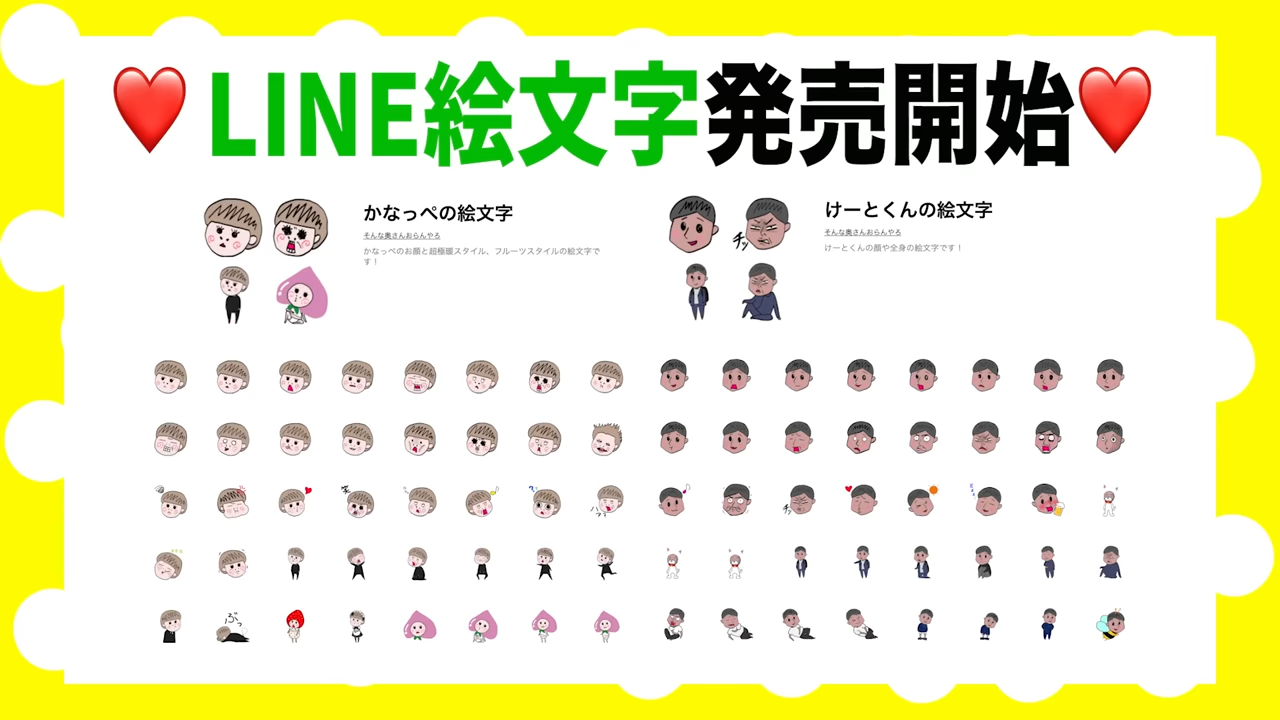 LINE絵文字発売開始
かなっぺの絵文字
そんな奥さんおらんやろ
かなっぺのお顔と超極暖スタイル、フルーツスタイルの絵文字で
す！
けーとくんの絵文字
そんな奥さんおらんやろ
けーとくんの顔や全身の絵文字です！
チッ
笑
チッ
ぶっ